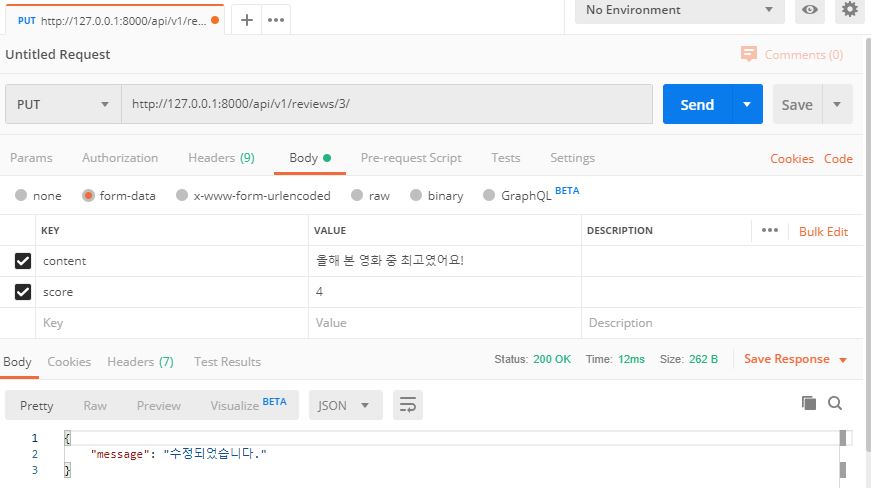 PUT http://127.0.0.1:8000/api/v1/re... + ••• No Environment
Untitled Request Comments (0)
PUT http://127.0.0.1:8000/api/v1/reviews/3/ Send Save
Params Authorization Headers (9) Body Pre-request Script Tests Settings Cookies Code
none form-data x-www-form-urlencoded raw binary GraphQL BETA
KEY VALUE DESCRIPTION ••• Bulk Edit
content 올해 본 영화 중 최고였어요!
score 4
Key Value Description
Body Cookies Headers (7) Test Results Status: 200 OK Time: 12ms Size: 262 B Save Response
Pretty Raw Preview Visualize BETA JSON
1 {
2 "message": "수정되었습니다."
3 }